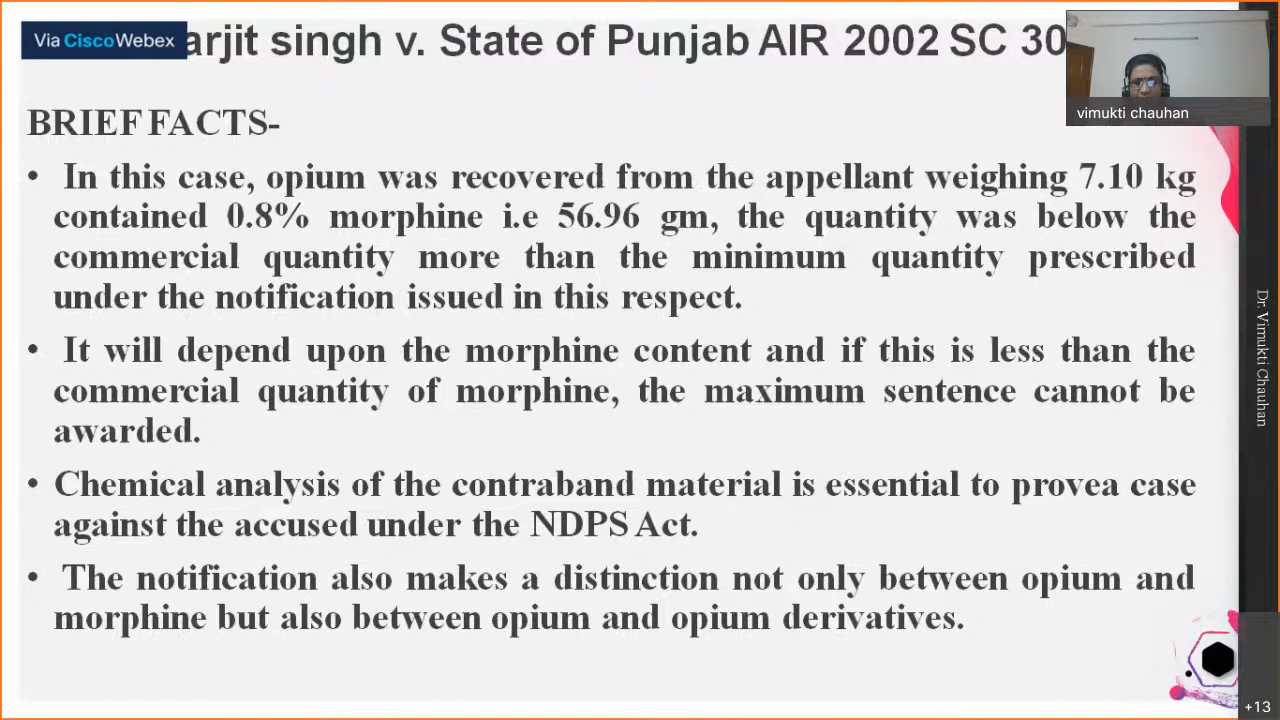 Via Cisco Webex
arjit singh v. State of Punjab AIR 2002 SC 30
vimukti chauhan
BRIEF FACTS-
• In this case, opium was recovered from the appellant weighing 7.10 kg
contained 0.8% morphine i.e 56.96 gm, the quantity was below the
commercial quantity more than the minimum quantity prescribed
under the notification issued in this respect.
• It will depend upon the morphine content and if this is less than the
commercial quantity of morphine, the maximum sentence cannot be
awarded.
• Chemical analysis of the contraband material is essential to provea case
against the accused under the NDPS Act.
• The notification also makes a distinction not only between opium and
morphine but also between opium and opium derivatives.
Dr. Vimukti Chauhan
+13